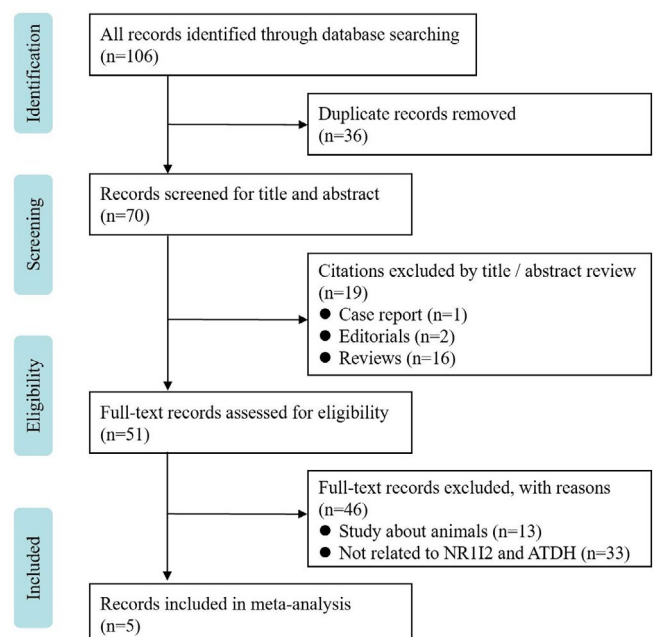 Identification
All records identified through database searching
(n=106)
Duplicate records removed
(n=36)
Screening
Records screened for title and abstract
(n=70)
Citations excluded by title / abstract review
(n=19)
● Case report (n=1)
● Editorials (n=2)
● Reviews (n=16)
Eligibility
Full-text records assessed for eligibility
(n=51)
Full-text records excluded, with reasons
(n=46)
● Study about animals (n=13)
● Not related to NR1I2 and ATDH (n=33)
Included
Records included in meta-analysis
(n=5)